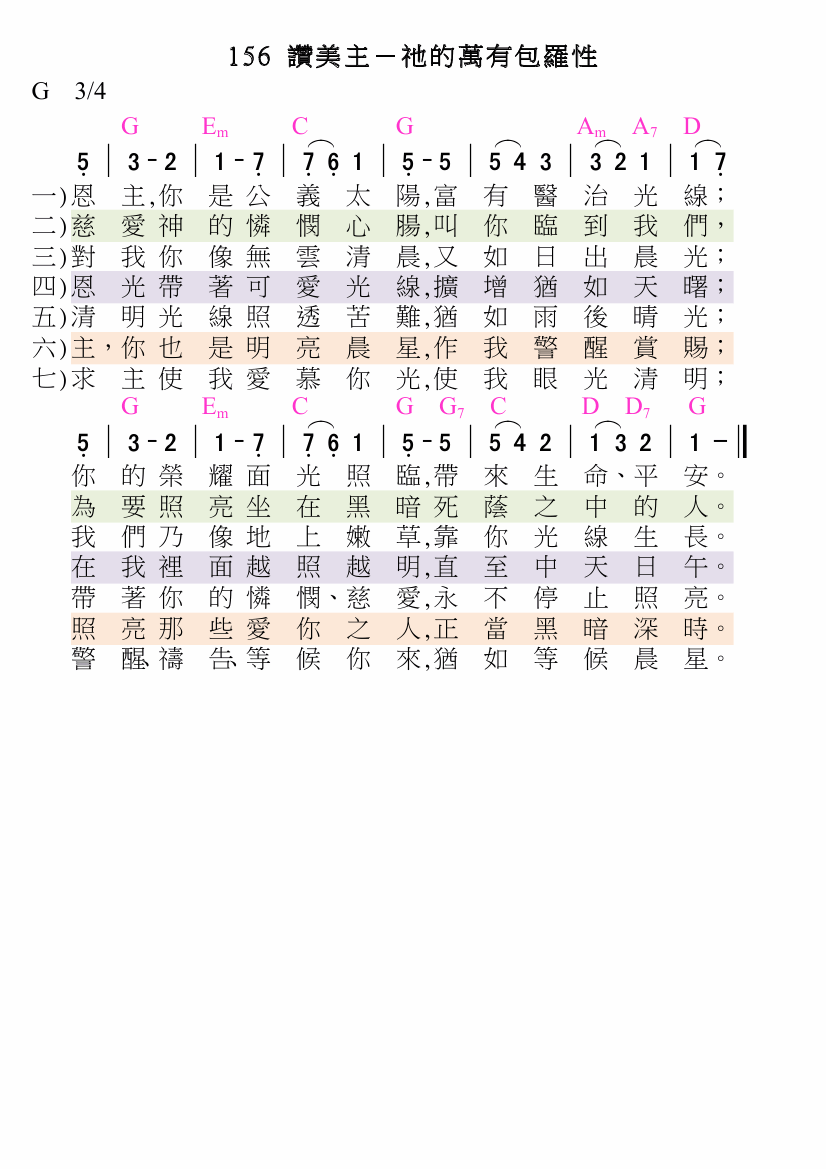 156 讚美主－祂的萬有包羅性
G 3/4
G Em C G Am A7 D
5 | 3 - 2 | 1 - 7 | 7 6 1 | 5 - 5 | 5 4 3 | 3 2 1 | 1 7
一)恩主,你是公義太陽,富有醫治光線；
二)慈愛神的憐憫心腸,叫你臨到我們，
三)對我你像無雲清晨,又如日出晨光；
四)恩光帶著可愛光線,擴增猶如天曙；
五)清明光線照透苦難,猶如雨後晴光；
六)主，你也是明亮晨星,作我警醒賞賜；
七)求主使我愛慕你光,使我眼光清明；
G Em C G G7 C D D7 G
5 | 3 - 2 | 1 - 7 | 7 6 1 | 5 - 5 | 5 4 2 | 1 3 2 | 1 － ‖
你的榮耀面光照臨,帶來生命、平安。
為要照亮坐在黑暗死蔭之中的人。
我們乃像地上嫩草,靠你光線生長。
在我裡面越照越明,直至中天日午。
帶著你的憐憫、慈愛,永不停止照亮。
照亮那些愛你之人,正當黑暗深時。
警醒、禱告、等候你來,猶如等候晨星。